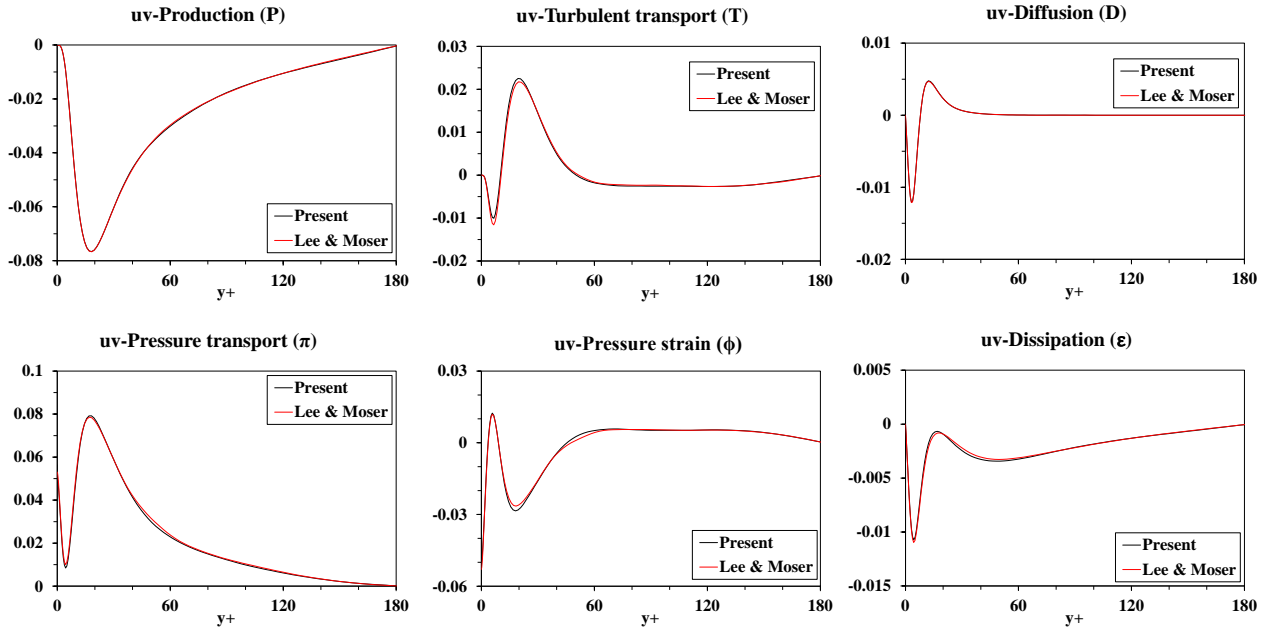 uv-Production (P)
0
-0.02
-0.04
-0.06
-0.08
Present
Lee & Moser
0 60 120 180
y+
uv-Turbulent transport (T)
0.03
0.02
0.01
0
-0.01
-0.02
Present
Lee & Moser
0 60 120 180
y+
uv-Diffusion (D)
0.01
0
-0.01
-0.02
Present
Lee & Moser
0 60 120 180
y+
uv-Pressure transport (π)
0.1
0.08
0.06
0.04
0.02
0
Present
Lee & Moser
0 60 120 180
y+
uv-Pressure strain (ϕ)
0.03
0
-0.03
-0.06
Present
Lee & Moser
0 60 120 180
y+
uv-Dissipation (ε)
0.005
0
-0.005
-0.01
-0.015
Present
Lee & Moser
0 60 120 180
y+